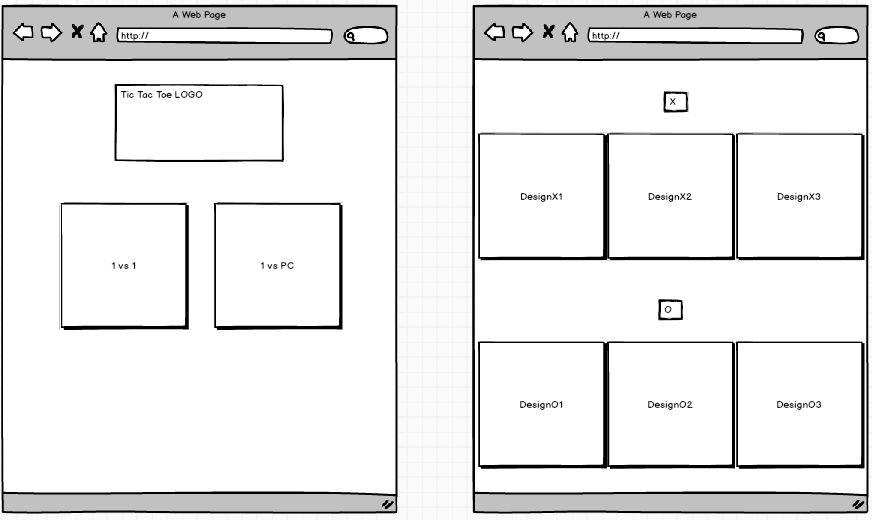 A Web Page
http://
Tic Tac Toe LOGO
1 vs 1
1 vs PC
A Web Page
http://
X
DesignX1
DesignX2
DesignX3
O
DesignO1
DesignO2
DesignO3